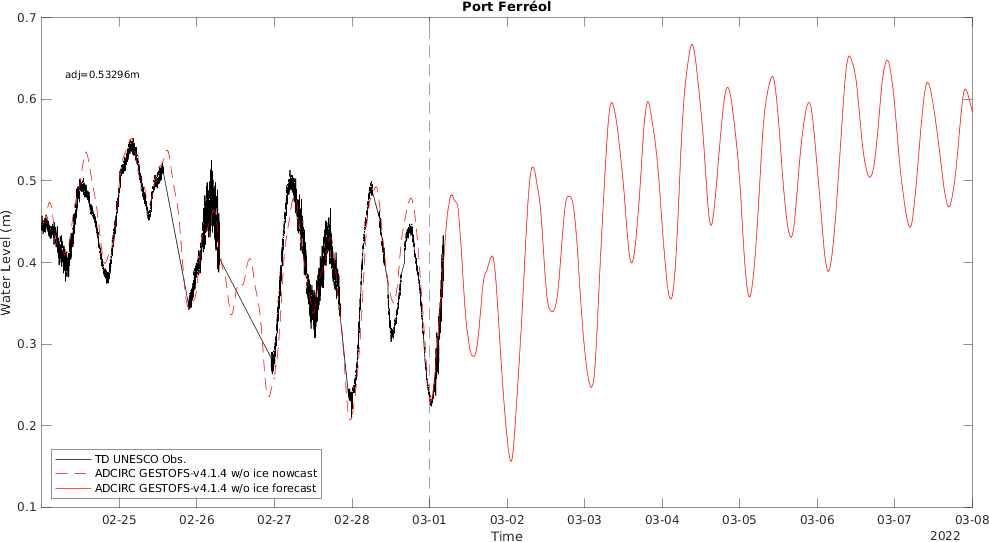 Port Ferréol
0.7
0.6
0.5
0.4
0.3
0.2
0.1
Water Level (m)
adj=0.53296m
TD UNESCO Obs.
ADCIRC GESTOFS-v4.1.4 w/o ice nowcast
ADCIRC GESTOFS-v4.1.4 w/o ice forecast
02-25 02-26 02-27 02-28 03-01 03-02 03-03 03-04 03-05 03-06 03-07 03-08
Time
2022